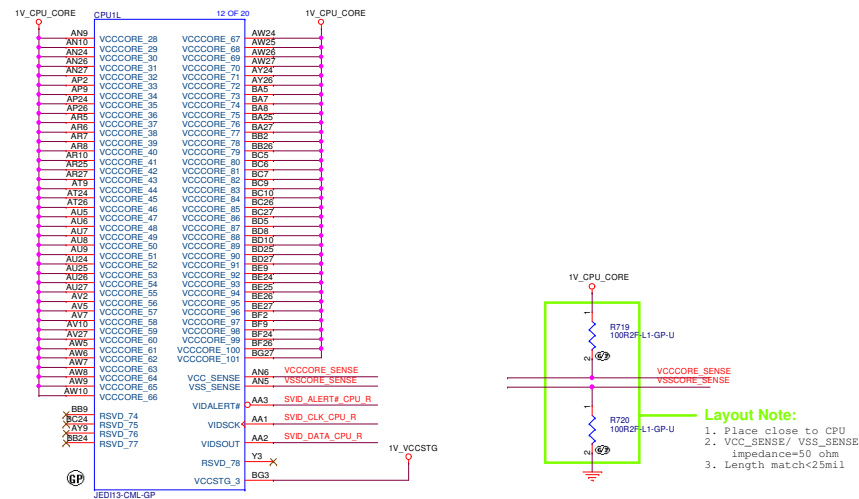 1V_CPU_CORE CPU1L 12 OF 20 1V_CPU_CORE
AN9 VCCCORE_28 VCCCORE_67 AW24
AN10 VCCCORE_29 VCCCORE_68 AW25
AN24 VCCCORE_30 VCCCORE_69 AW26
AN26 VCCCORE_31 VCCCORE_70 AW27
AN27 VCCCORE_32 VCCCORE_71 AY24
AP2 VCCCORE_33 VCCCORE_72 AY26
AP9 VCCCORE_34 VCCCORE_73 BA5
AP24 VCCCORE_35 VCCCORE_74 BA7
AP26 VCCCORE_36 VCCCORE_75 BA8
AR5 VCCCORE_37 VCCCORE_76 BA25
AR6 VCCCORE_38 VCCCORE_77 BA27
AR7 VCCCORE_39 VCCCORE_78 BB2
AR8 VCCCORE_40 VCCCORE_79 BB26
AR10 VCCCORE_41 VCCCORE_80 BC5
AR25 VCCCORE_42 VCCCORE_81 BC6
AR27 VCCCORE_43 VCCCORE_82 BC7
AT9 VCCCORE_44 VCCCORE_83 BC9
AT24 VCCCORE_45 VCCCORE_84 BC10
AT26 VCCCORE_46 VCCCORE_85 BC26
AU5 VCCCORE_47 VCCCORE_86 BC27
AU6 VCCCORE_48 VCCCORE_87 BD5
AU7 VCCCORE_49 VCCCORE_88 BD8
AU8 VCCCORE_50 VCCCORE_89 BD10
AU9 VCCCORE_51 VCCCORE_90 BD25
AU24 VCCCORE_52 VCCCORE_91 BD27
AU25 VCCCORE_53 VCCCORE_92 BE9
AU26 VCCCORE_54 VCCCORE_93 BE24
AU27 VCCCORE_55 VCCCORE_94 BE25
AV2 VCCCORE_56 VCCCORE_95 BE26
AV5 VCCCORE_57 VCCCORE_96 BE27
AV7 VCCCORE_58 VCCCORE_97 BF2
AV10 VCCCORE_59 VCCCORE_98 BF9
AV27 VCCCORE_60 VCCCORE_99 BF24
AW5 VCCCORE_61 VCCCORE_100 BF26
AW6 VCCCORE_62 VCCCORE_101 BG27
AW7 VCCCORE_63
AW8 VCCCORE_64 VCC_SENSE AN6 VCCCORE_SENSE
AW9 VCCCORE_65 VSS_SENSE AN5 VSSCORE_SENSE
AW10 VCCCORE_66
VIDALERT# AA3 SVID_ALERT#_CPU_R
BB9 RSVD_74
BC24 RSVD_75 VIDSCK AA1 SVID_CLK_CPU_R
AY9 RSVD_76
BB24 RSVD_77 VIDSOUT AA2 SVID_DATA_CPU_R
RSVD_78 Y3
1V_VCCSTG
GP VCCSTG_3 BG3
JEDI13-CML-GP
1V_CPU_CORE
1
R719
100R2F-L1-GP-U
2
VCCCORE_SENSE
VSSCORE_SENSE
1
R720
100R2F-L1-GP-U
2
Layout Note:
1. Place close to CPU
2. VCC_SENSE/ VSS_SENSE
impedance=50 ohm
3. Length match<25mil